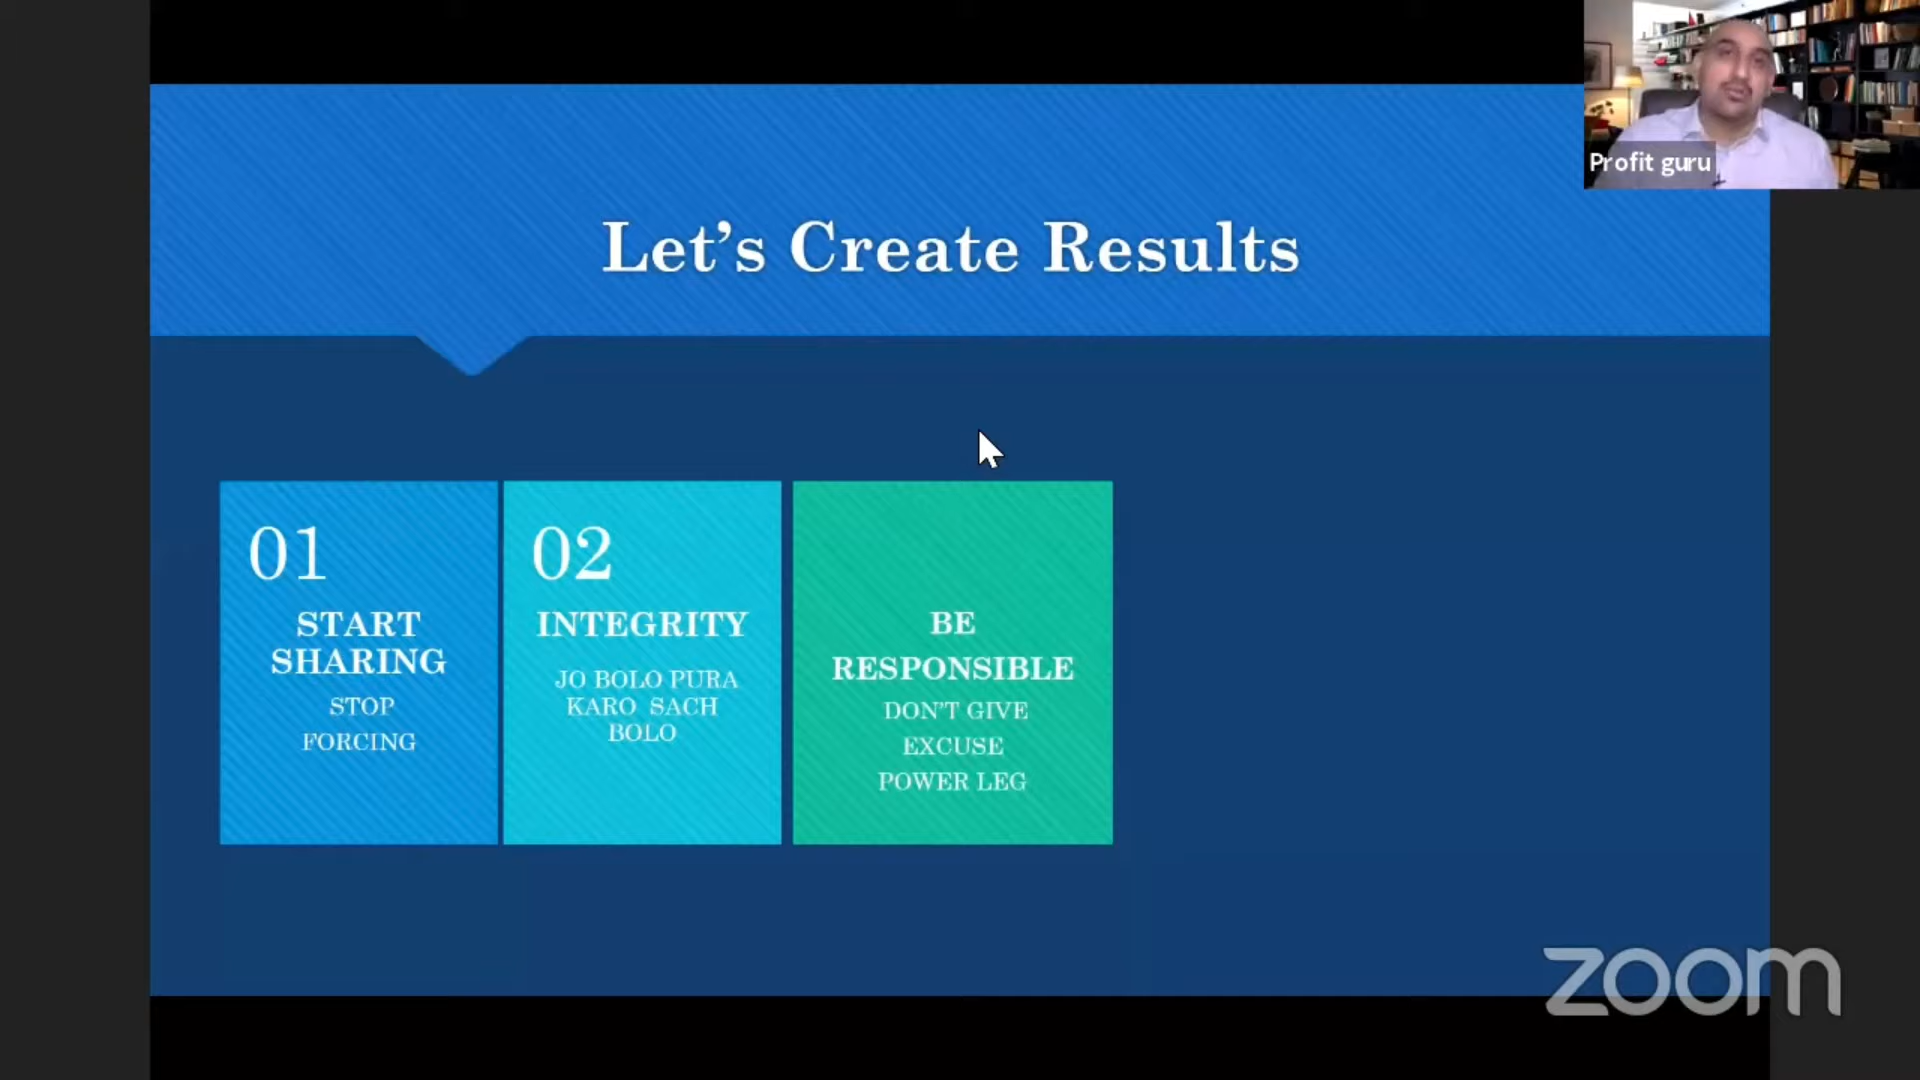 Profit guru
Let's Create Results
01
START
SHARING
STOP
FORCING
02
INTEGRITY
JO BOLO PURA
KARO  SACH
BOLO
BE
RESPONSIBLE
DON'T GIVE
EXCUSE
POWER LEG
zoom